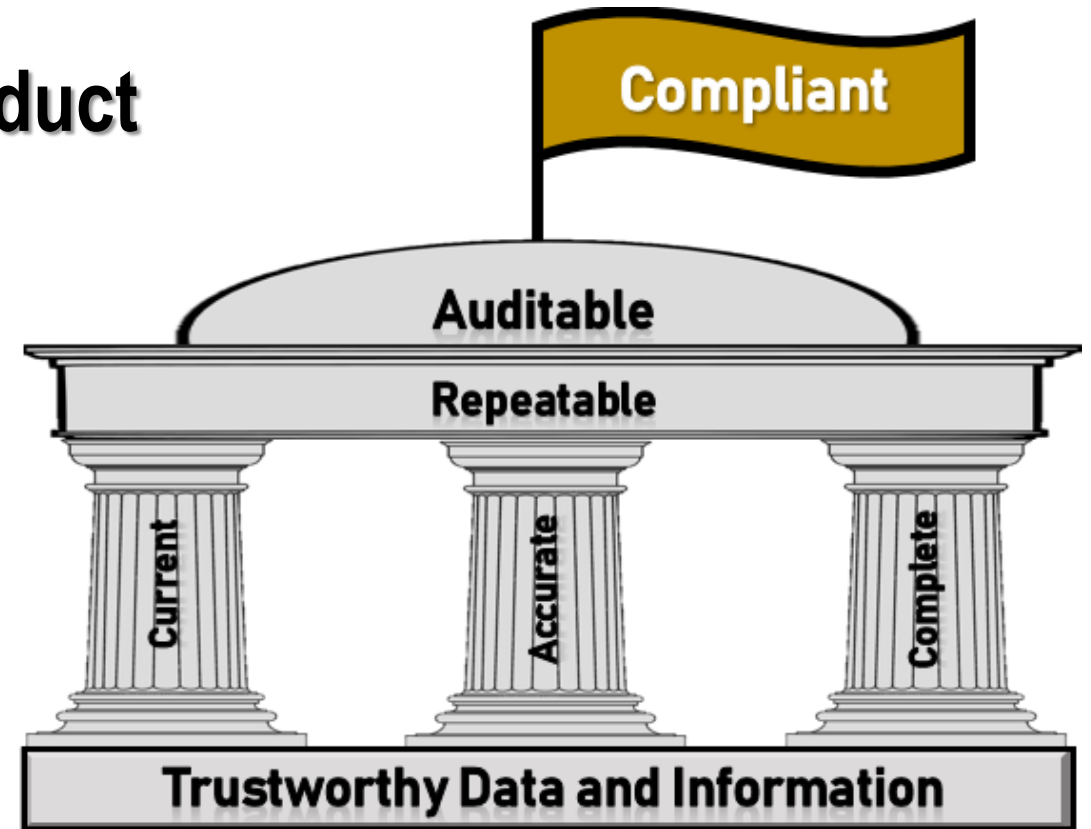 duct
Compliant
Auditable
Repeatable
Current
Accurate
Complete
Trustworthy Data and Information